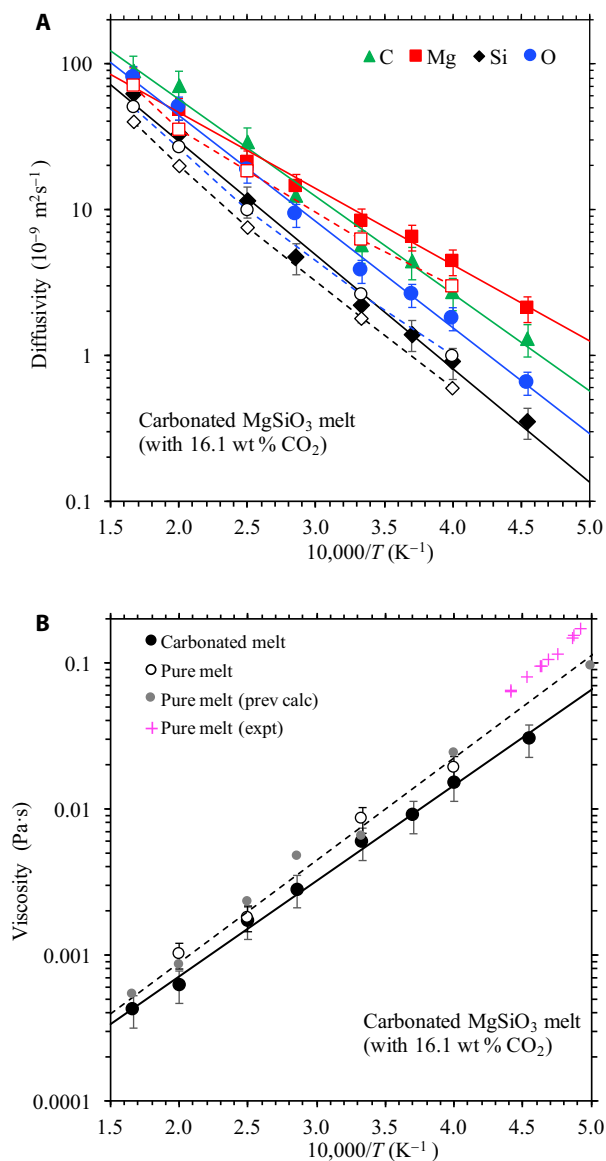 A
C Mg Si O
100
10
1
0.1
Diffusivity (10⁻⁹ m²s⁻¹)
Carbonated MgSiO₃ melt
(with 16.1 wt % CO₂)
1.5 2.0 2.5 3.0 3.5 4.0 4.5 5.0
10,000/T (K⁻¹)
B
Carbonated melt
Pure melt
Pure melt (prev calc)
Pure melt (expt)
0.1
0.01
0.001
0.0001
Viscosity (Pa·s)
Carbonated MgSiO₃ melt
(with 16.1 wt % CO₂)
1.5 2.0 2.5 3.0 3.5 4.0 4.5 5.0
10,000/T (K⁻¹)